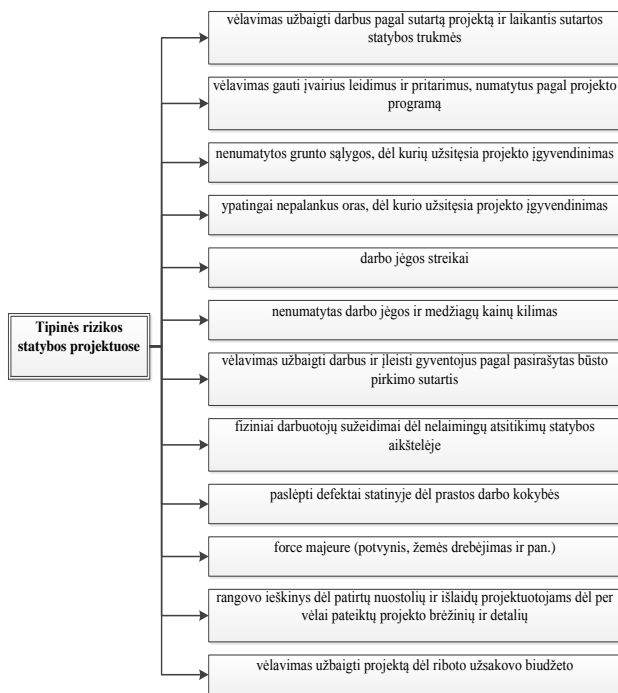 vėlavimas užbaigti darbus pagal sutartą projektą ir laikantis sutartos
statybos trukmės
vėlavimas gauti įvairius leidimus ir pritarimus, numatytus pagal projekto
programą
nenumatytos grunto sąlygos, dėl kurių užsitęsia projekto įgyvendinimas
ypatingai nepalankus oras, dėl kurio užsitęsia projekto įgyvendinimas
darbo jėgos streikai
Tipinės rizikos
statybos projektuose
nenumatytas darbo jėgos ir medžiagų kainų kilimas
vėlavimas užbaigti darbus ir įleisti gyventojus pagal pasirašytas būsto
pirkimo sutartis
fiziniai darbuotojų sužeidimai dėl nelaimingų atsitikimų statybos
aikštelėje
paslėpti defektai statinyje dėl prastos darbo kokybės
force majeure (potvynis, žemės drebėjimas ir pan.)
rangovo ieškinys dėl patirtų nuostolių ir išlaidų projektuotojams dėl per
vėlai pateiktų projekto brėžinių ir detalių
vėlavimas užbaigti projektą dėl riboto užsakovo biudžeto